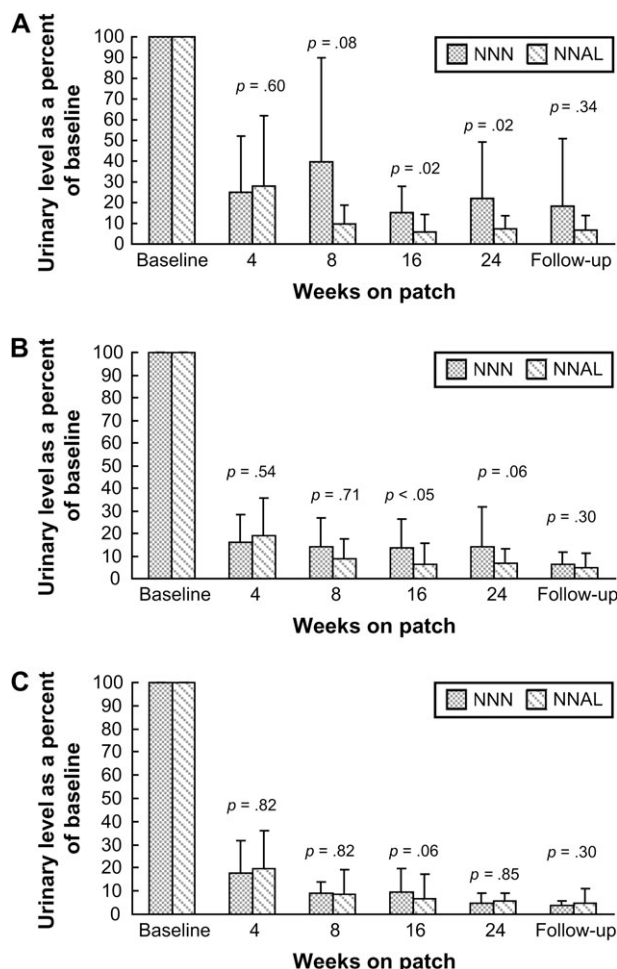 A
Urinary level as a percent
of baseline
100
90
80
70
60
50
40
30
20
10
0
p = .60
p = .08
p = .02
p = .02
p = .34
NNN
NNAL
Baseline
4
8
16
24
Follow-up
Weeks on patch
B
Urinary level as a percent
of baseline
100
90
80
70
60
50
40
30
20
10
0
p = .54
p = .71
p < .05
p = .06
p = .30
NNN
NNAL
Baseline
4
8
16
24
Follow-up
Weeks on patch
C
Urinary level as a percent
of baseline
100
90
80
70
60
50
40
30
20
10
0
p = .82
p = .82
p = .06
p = .85
p = .30
NNN
NNAL
Baseline
4
8
16
24
Follow-up
Weeks on patch